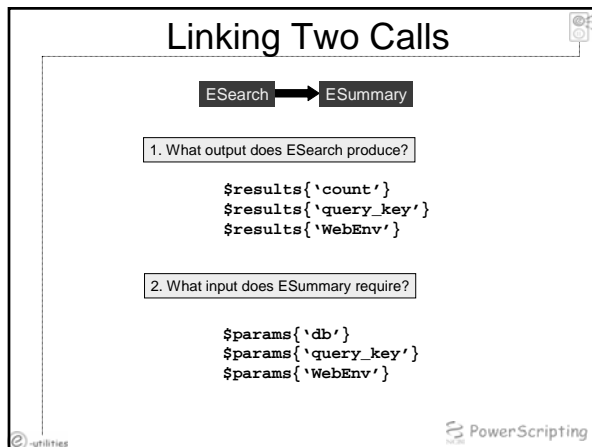 Linking Two Calls
ESearch ESummary
1. What output does ESearch produce?
$results{‘count’}
$results{‘query_key’}
$results{‘WebEnv’}
2. What input does ESummary require?
$params{‘db’}
$params{‘query_key’}
$params{‘WebEnv’}
e -utilities
PowerScripting